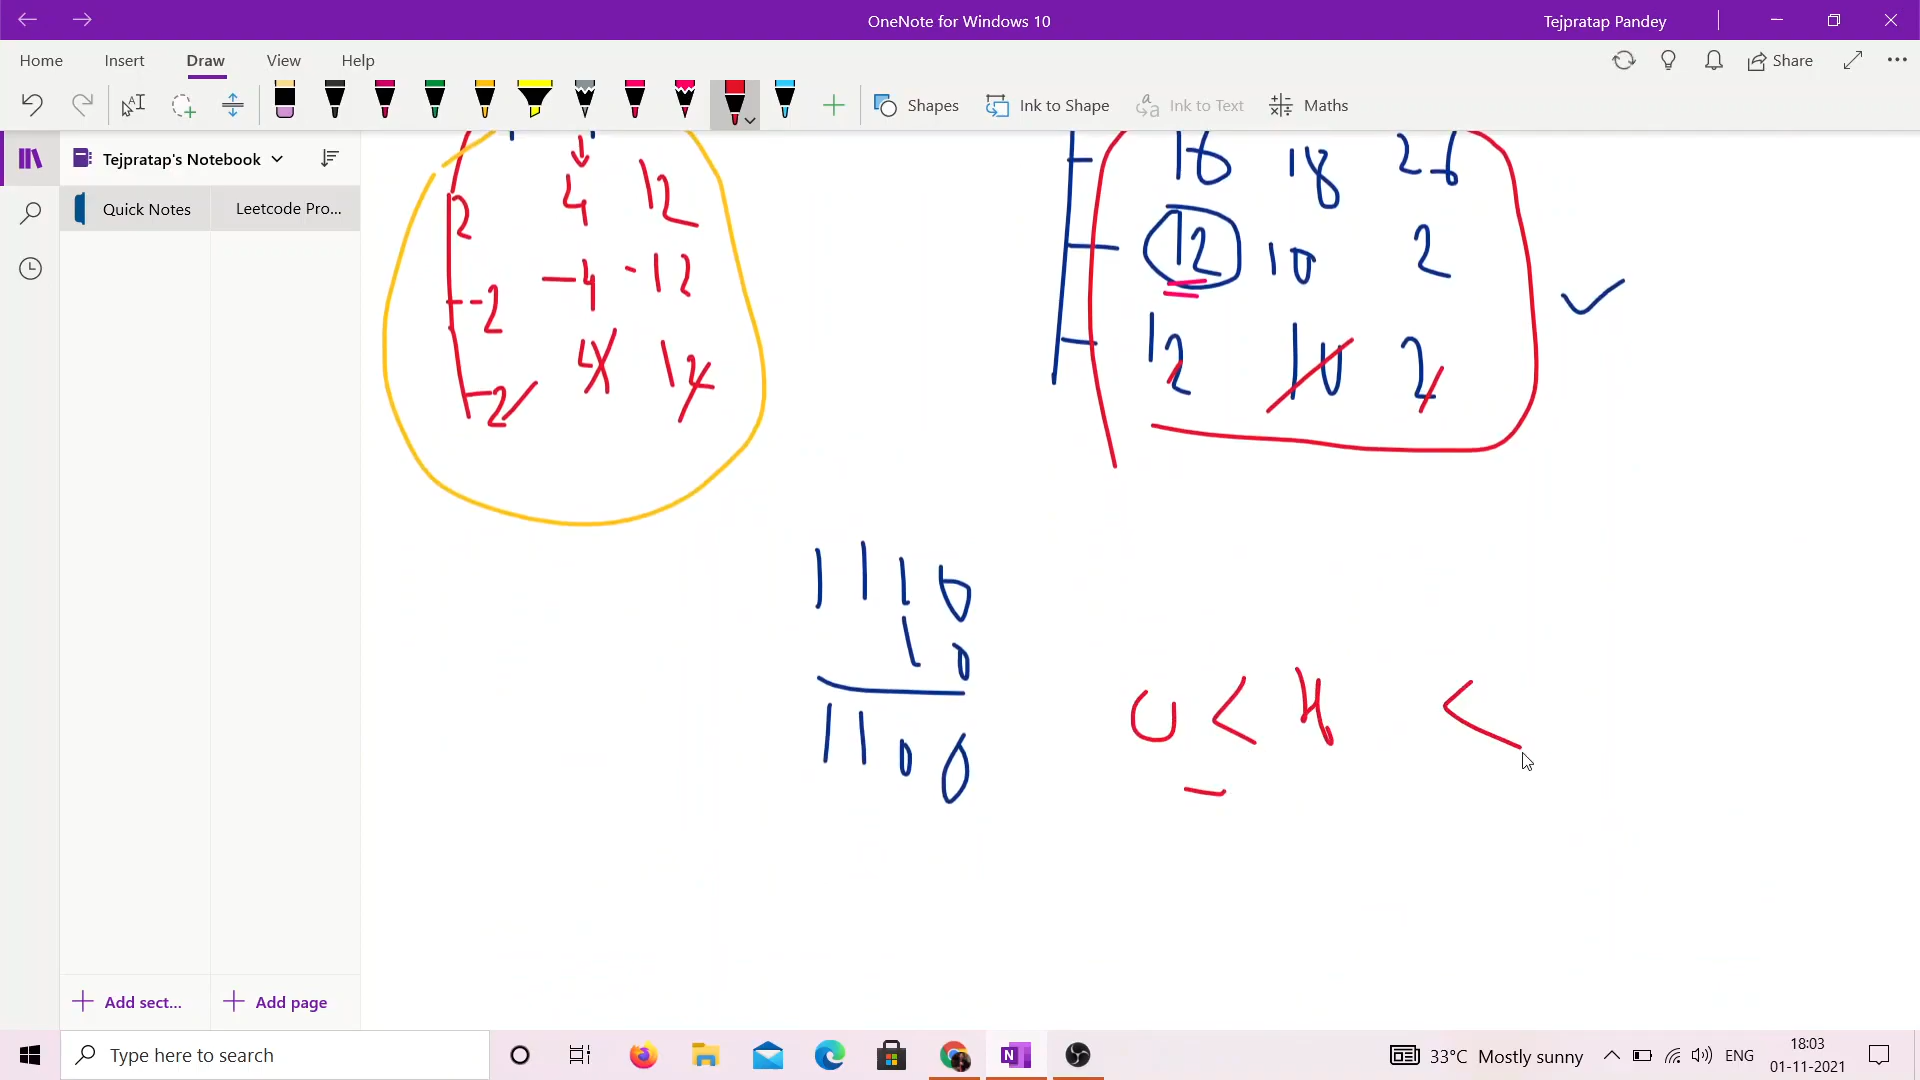 OneNote for Windows 10
Tejpratap Pandey
Home Insert Draw View Help
Share
Shapes Ink to Shape Ink to Text Maths
Tejpratap's Notebook
Quick Notes Leetcode Pro...
2 4 12
-2 -4 -12
-2 4 12
18 26
12 10 2
12 10 2
1110
10
1100
<
<
Add sect... Add page
Type here to search
33°C Mostly sunny
ENG
18:03
01-11-2021